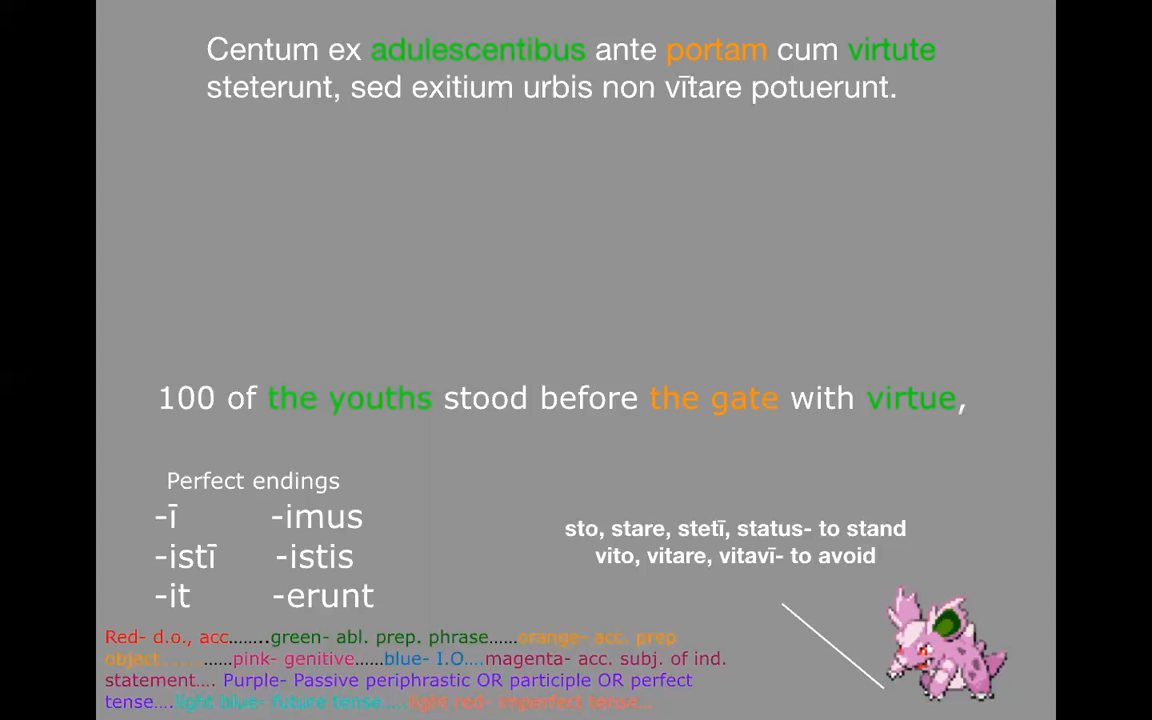 Centum ex adulescentibus ante portam cum virtute
steterunt, sed exitium urbis non vītare potuerunt.
100 of the youths stood before the gate with virtue,
Perfect endings
-ī -imus
-istī -istis
-it -erunt
sto, stare, stetī, status- to stand
vito, vitare, vitavī- to avoid
Red- d.o., acc........green- abl. prep. phrase......orange- acc. prep
object.............pink- genitive......blue- I.O....magenta- acc. subj. of ind.
statement.... Purple- Passive periphrastic OR participle OR perfect
tense....light blue- future tense.....light red- imperfect tense...